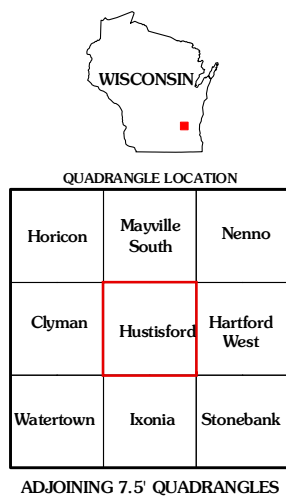 WISCONSIN
QUADRANGLE LOCATION
Horicon
Mayville
South
Nenno
Clyman
Hustisford
Hartford
West
Watertown
Ixonia
Stonebank
ADJOINING 7.5' QUADRANGLES